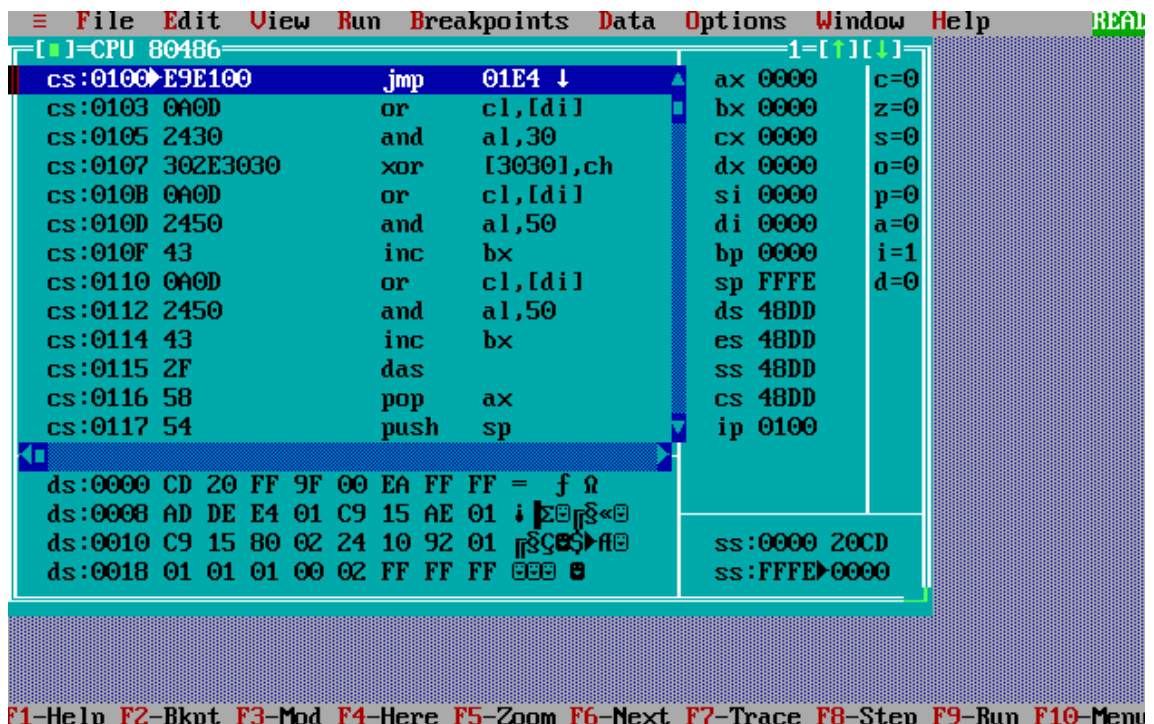 ≡ File Edit View Run Breakpoints Data Options Window Help READ
[■]=CPU 80486 1=[↑][↓]
cs:0100►E9E100 jmp 01E4 ↓ ax 0000 c=0
cs:0103 0A0D or cl,[di] bx 0000 z=0
cs:0105 2430 and al,30 cx 0000 s=0
cs:0107 302E3030 xor [3030],ch dx 0000 o=0
cs:010B 0A0D or cl,[di] si 0000 p=0
cs:010D 2450 and al,50 di 0000 a=0
cs:010F 43 inc bx bp 0000 i=1
cs:0110 0A0D or cl,[di] sp FFFE d=0
cs:0112 2450 and al,50 ds 48DD
cs:0114 43 inc bx es 48DD
cs:0115 2F das ss 48DD
cs:0116 58 pop ax cs 48DD
cs:0117 54 push sp ip 0100
ds:0000 CD 20 FF 9F 00 EA FF FF = ƒ Ω
ds:0008 AD DE E4 01 C9 15 AE 01 ¡▐Σ☺╔§«☺
ds:0010 C9 15 80 02 24 10 92 01 ╔§Ç☻$►Æ☺ ss:0000 20CD
ds:0018 01 01 01 00 02 FF FF FF ☺☺☺ ☻ ss:FFFE►0000
F1-Help F2-Bkpt F3-Mod F4-Here F5-Zoom F6-Next F7-Trace F8-Step F9-Run F10-Menu